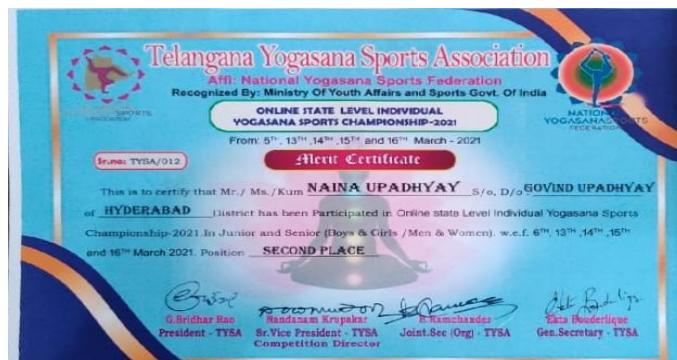 Telangana Yogasana Sports Association
Affi: National Yogasana Sports Federation
Recognized By: Ministry Of Youth Affairs and Sports Govt. Of India
SPORTS
ASSOCIATION
NATIONAL
YOGASANA SPORTS
FEDERATION
ONLINE STATE LEVEL INDIVIDUAL
YOGASANA SPORTS CHAMPIONSHIP-2021
From: 5TH, 13TH ,14TH ,15TH and 16TH March - 2021
Sr.no: TYSA/012
Merit Certificate
This is to certify that Mr./ Ms./Kum NAINA UPADHYAY S/o, D/o GOVIND UPADHYAY
of HYDERABAD District has been Participated in Online state Level Individual Yogasana Sports
Championship-2021 In Junior and Senior (Boys & Girls /Men & Women). w.e.f. 6TH, 13TH ,14TH ,15TH
and 16TH March 2021. Position SECOND PLACE
G.Sridhar Rao Nandanam Krupakar R.Ramchander Ekta Bouderlique
President - TYSA Sr.Vice President - TYSA Joint.Sec (Org) - TYSA Gen.Secretary - TYSA
Competition Director